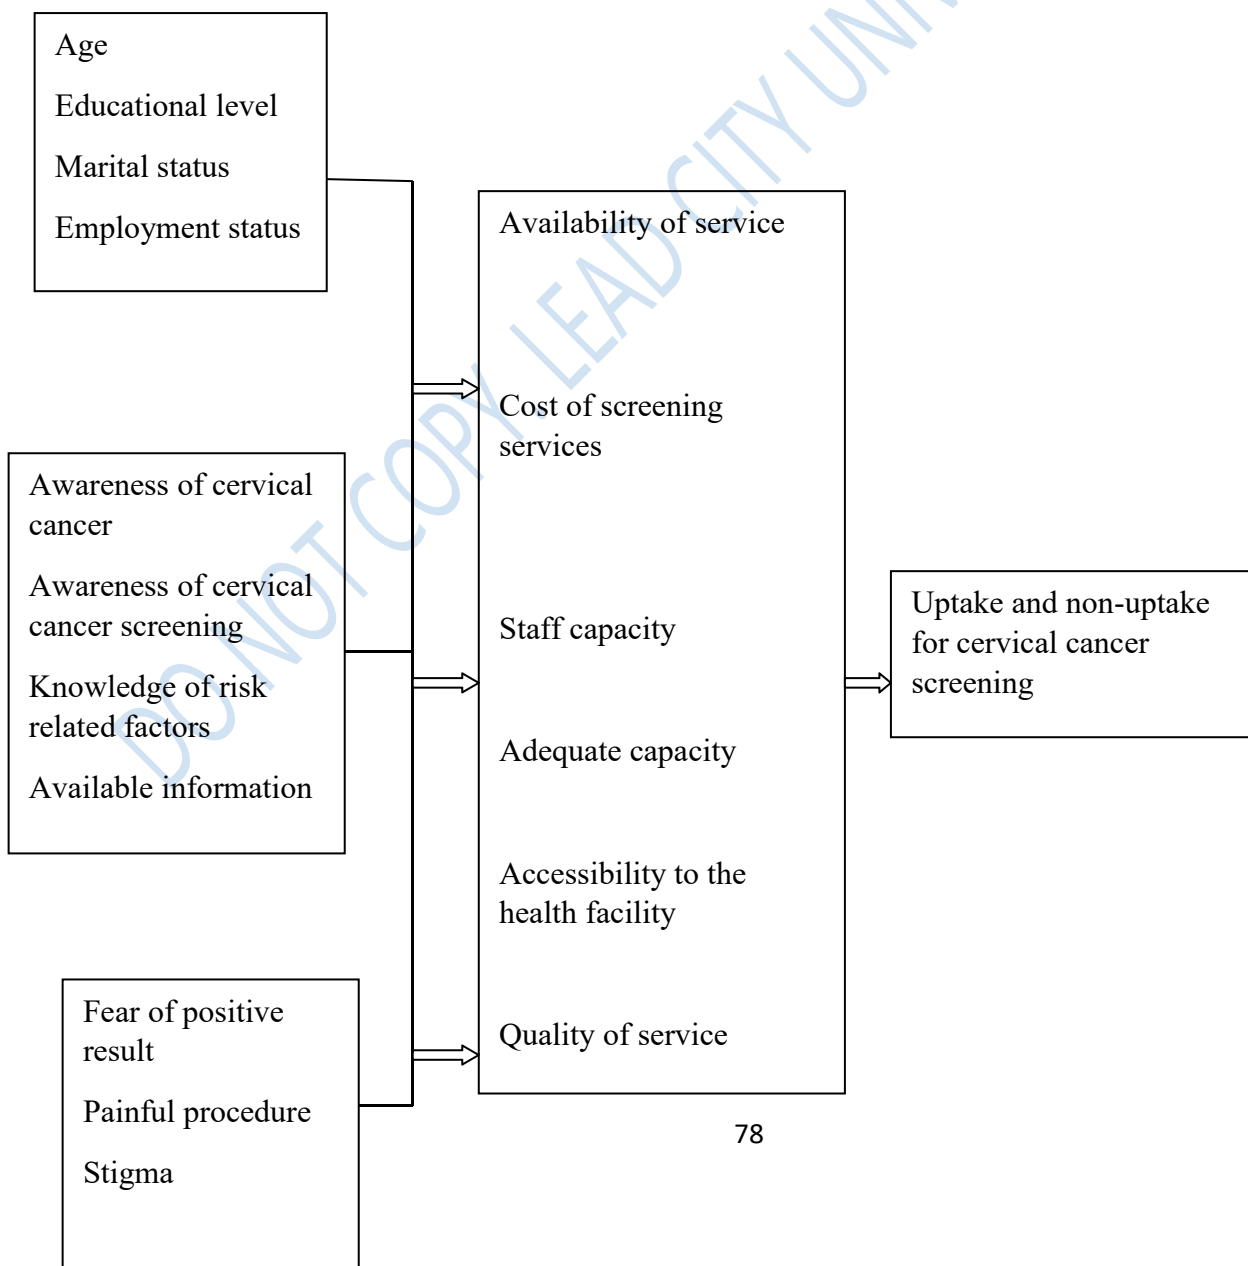 Age
Educational level
Marital status
Employment status
Awareness of cervical
cancer
Awareness of cervical
cancer screening
Knowledge of risk
related factors
Available information
Fear of positive
result
Painful procedure
Stigma
Availability of service
Cost of screening
services
Staff capacity
Adequate capacity
Accessibility to the
health facility
Quality of service
Uptake and non-uptake
for cervical cancer
screening
78
DO NOT COPY, LEAD CITY